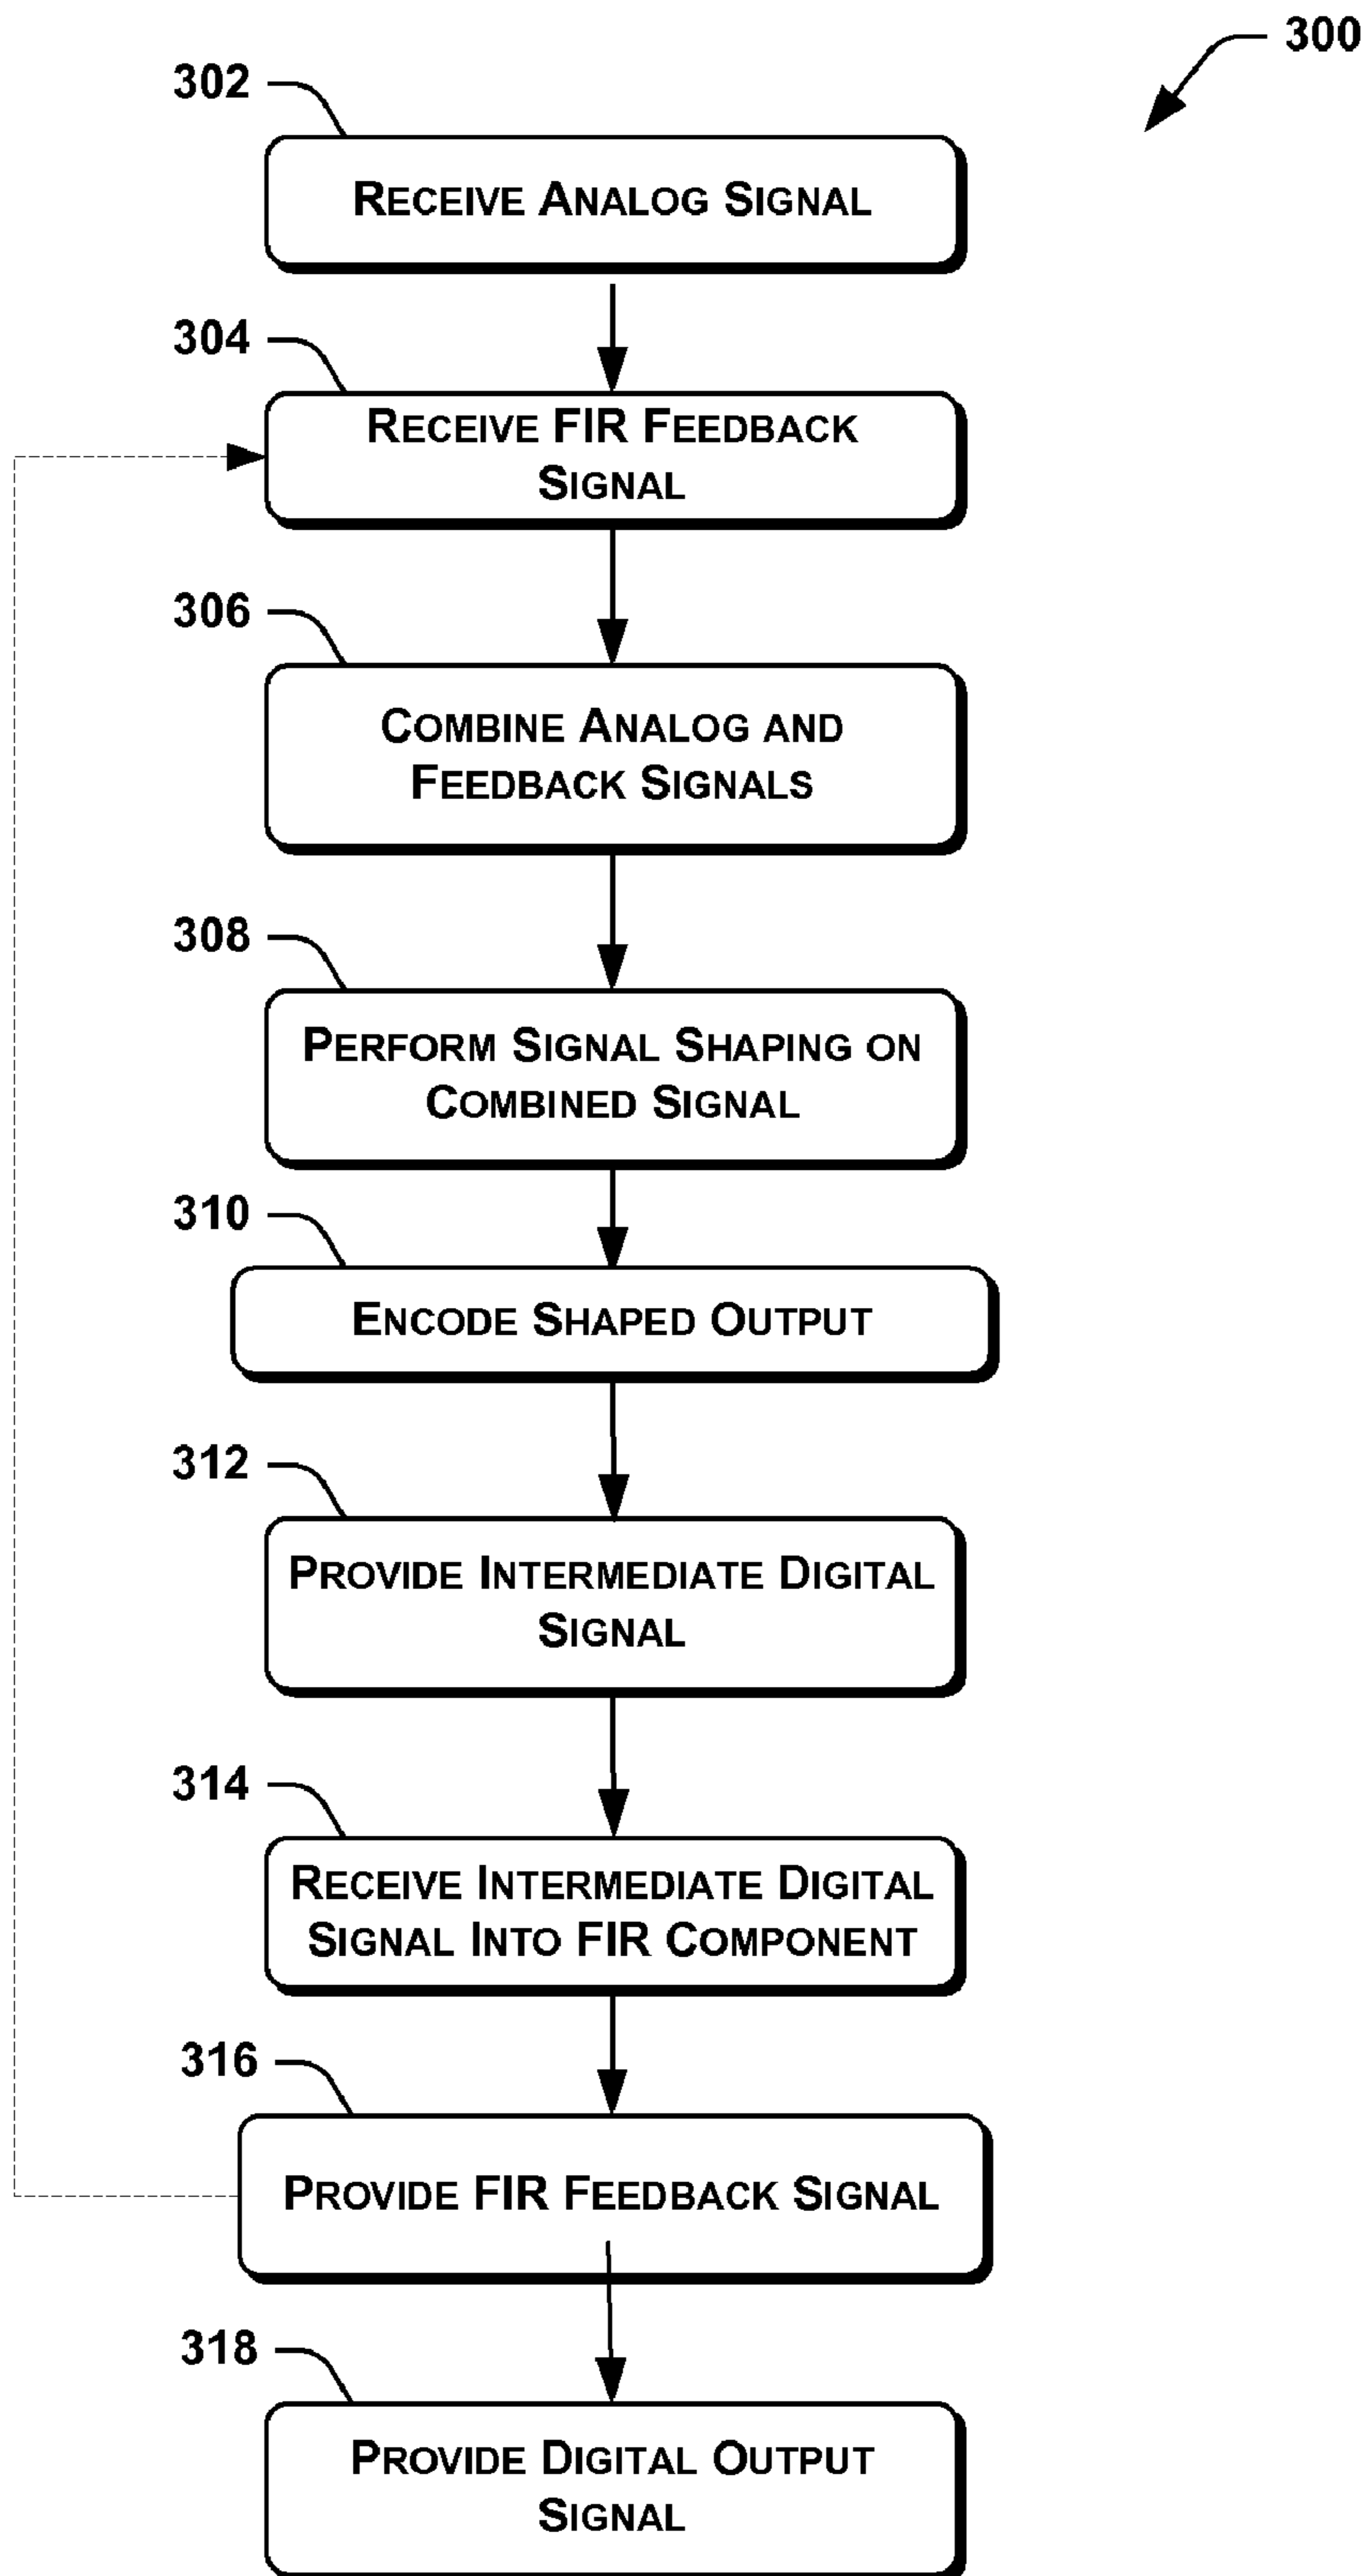 300
302
RECEIVE ANALOG SIGNAL
304
RECEIVE FIR FEEDBACK
SIGNAL
306
COMBINE ANALOG AND
FEEDBACK SIGNALS
308
PERFORM SIGNAL SHAPING ON
COMBINED SIGNAL
310
ENCODE SHAPED OUTPUT
312
PROVIDE INTERMEDIATE DIGITAL
SIGNAL
314
RECEIVE INTERMEDIATE DIGITAL
SIGNAL INTO FIR COMPONENT
316
PROVIDE FIR FEEDBACK SIGNAL
318
PROVIDE DIGITAL OUTPUT
SIGNAL